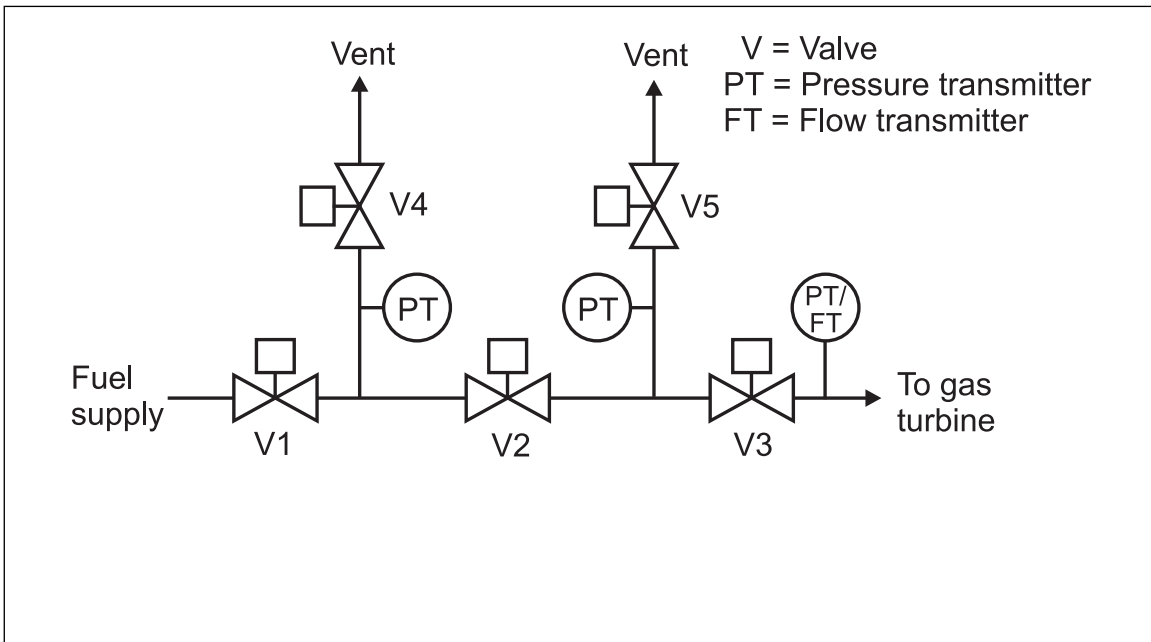 Vent
Vent
V = Valve
PT = Pressure transmitter
FT = Flow transmitter
V4
V5
PT
PT
PT/
FT
Fuel
supply
To gas
turbine
V1
V2
V3